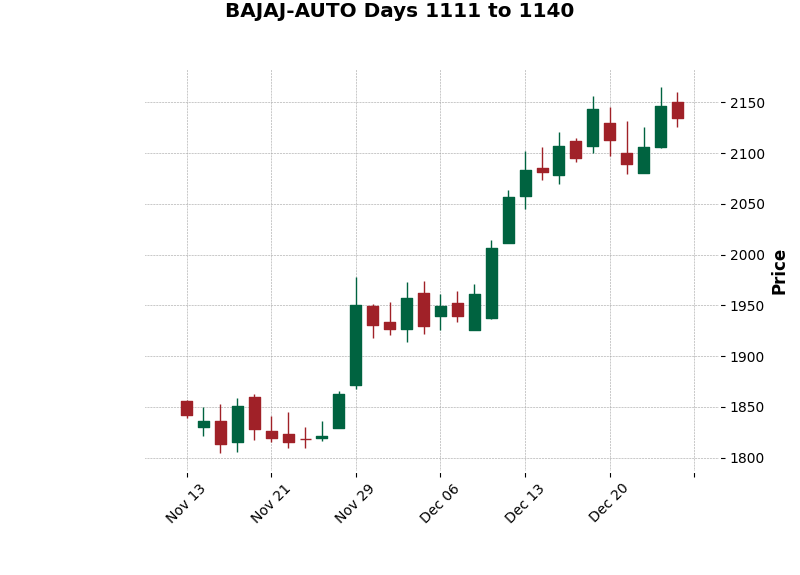 BAJAJ-AUTO Days 1111 to 1140
2150
2100
2050
2000
1950
1900
1850
1800
Price
Nov 13
Nov 21
Nov 29
Dec 06
Dec 13
Dec 20